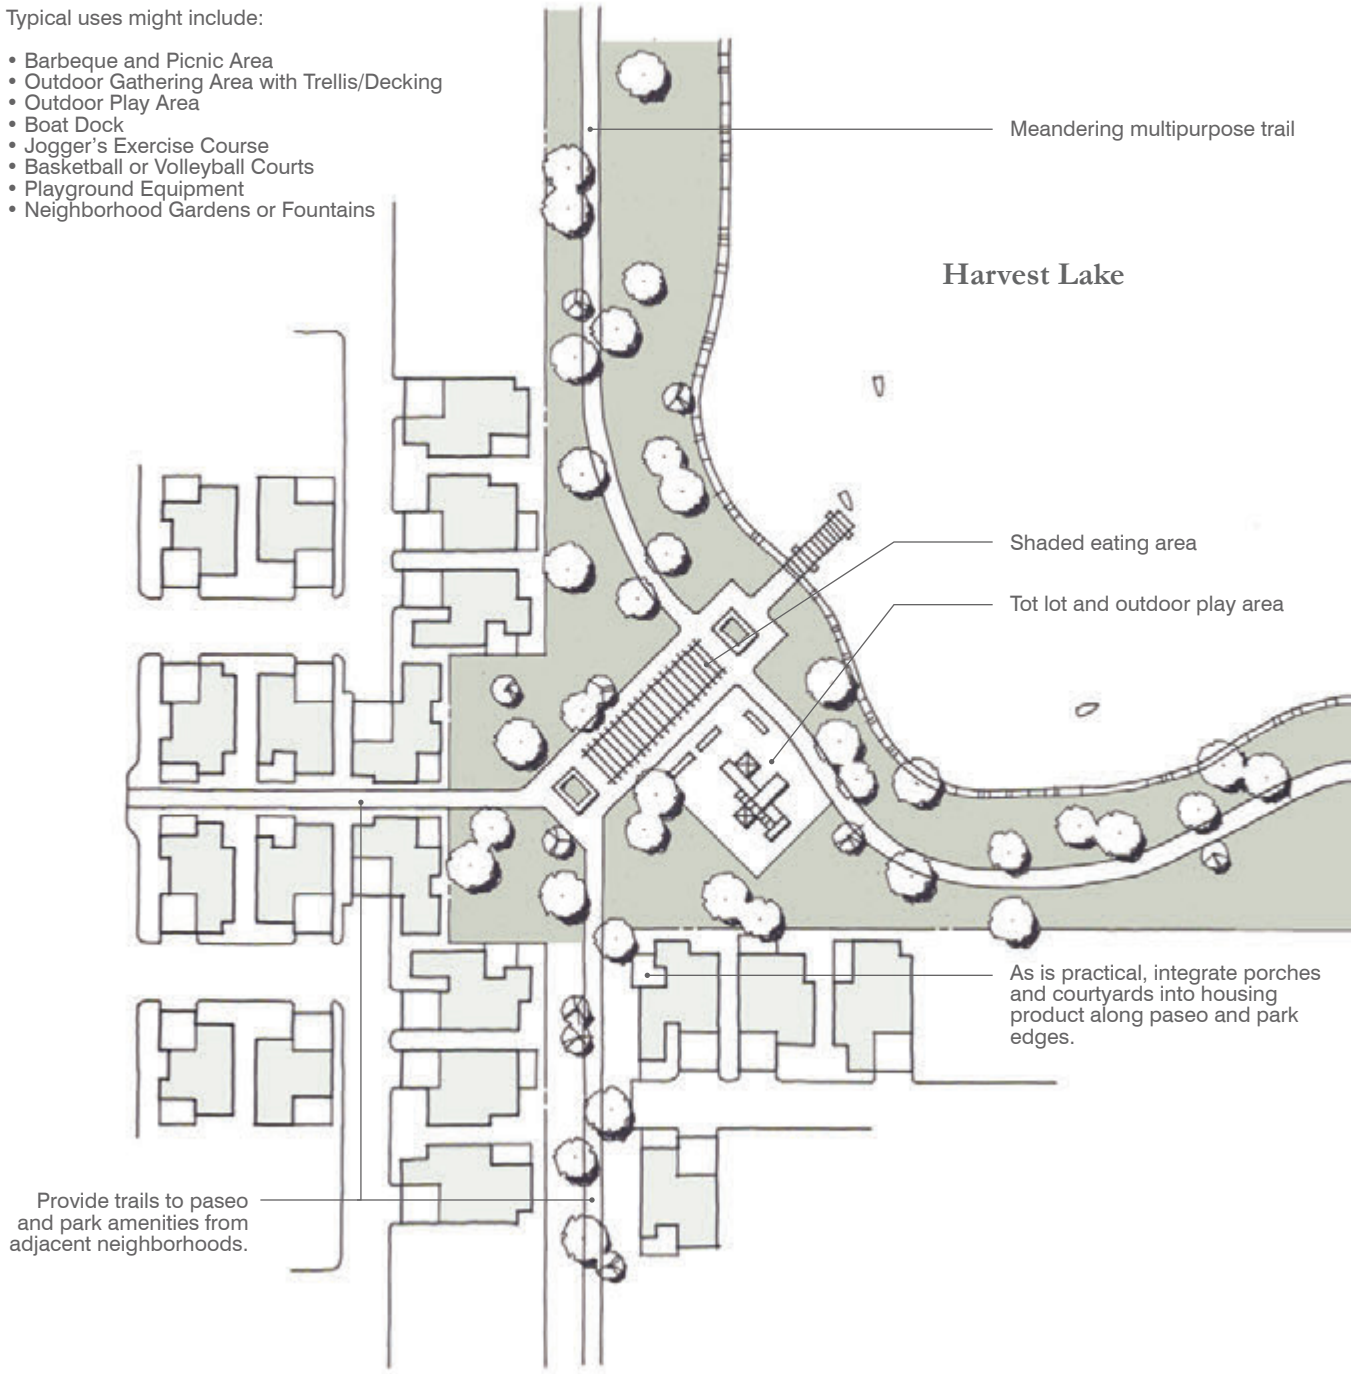 Typical uses might include:
• Barbeque and Picnic Area
• Outdoor Gathering Area with Trellis/Decking
• Outdoor Play Area
• Boat Dock
• Jogger's Exercise Course
• Basketball or Volleyball Courts
• Playground Equipment
• Neighborhood Gardens or Fountains
Meandering multipurpose trail
Harvest Lake
Shaded eating area
Tot lot and outdoor play area
As is practical, integrate porches
and courtyards into housing
product along paseo and park
edges.
Provide trails to paseo
and park amenities from
adjacent neighborhoods.